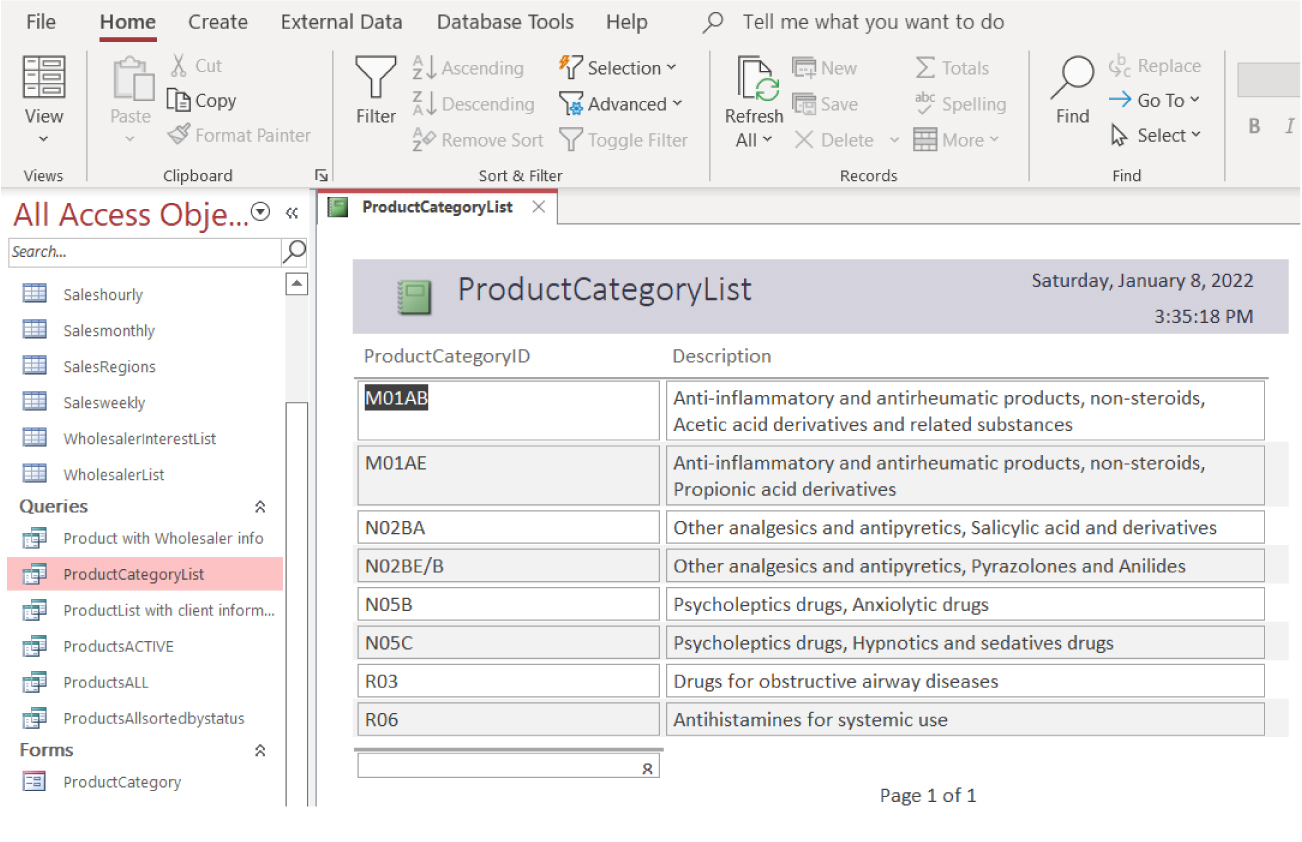 File Home Create External Data Database Tools Help Tell me what you want to do
View
Views
Paste
Cut
Copy
Format Painter
Clipboard
Filter
Ascending
Descending
Remove Sort
Selection
Advanced
Toggle Filter
Sort & Filter
Refresh
All
New
Save
Delete
Totals
Spelling
More
Records
Find
Replace
Go To
Select
Find
B I
All Access Obje...
Search...
Saleshourly
Salesmonthly
SalesRegions
Salesweekly
WholesalerInterestList
WholesalerList
Queries
Product with Wholesaler info
ProductCategoryList
ProductList with client inform...
ProductsACTIVE
ProductsALL
ProductsAllsortedbystatus
Forms
ProductCategory
ProductCategoryList
ProductCategoryList
Saturday, January 8, 2022
3:35:18 PM
ProductCategoryID Description
M01AB Anti-inflammatory and antirheumatic products, non-steroids,
Acetic acid derivatives and related substances
M01AE Anti-inflammatory and antirheumatic products, non-steroids,
Propionic acid derivatives
N02BA Other analgesics and antipyretics, Salicylic acid and derivatives
N02BE/B Other analgesics and antipyretics, Pyrazolones and Anilides
N05B Psycholeptics drugs, Anxiolytic drugs
N05C Psycholeptics drugs, Hypnotics and sedatives drugs
R03 Drugs for obstructive airway diseases
R06 Antihistamines for systemic use
8
Page 1 of 1